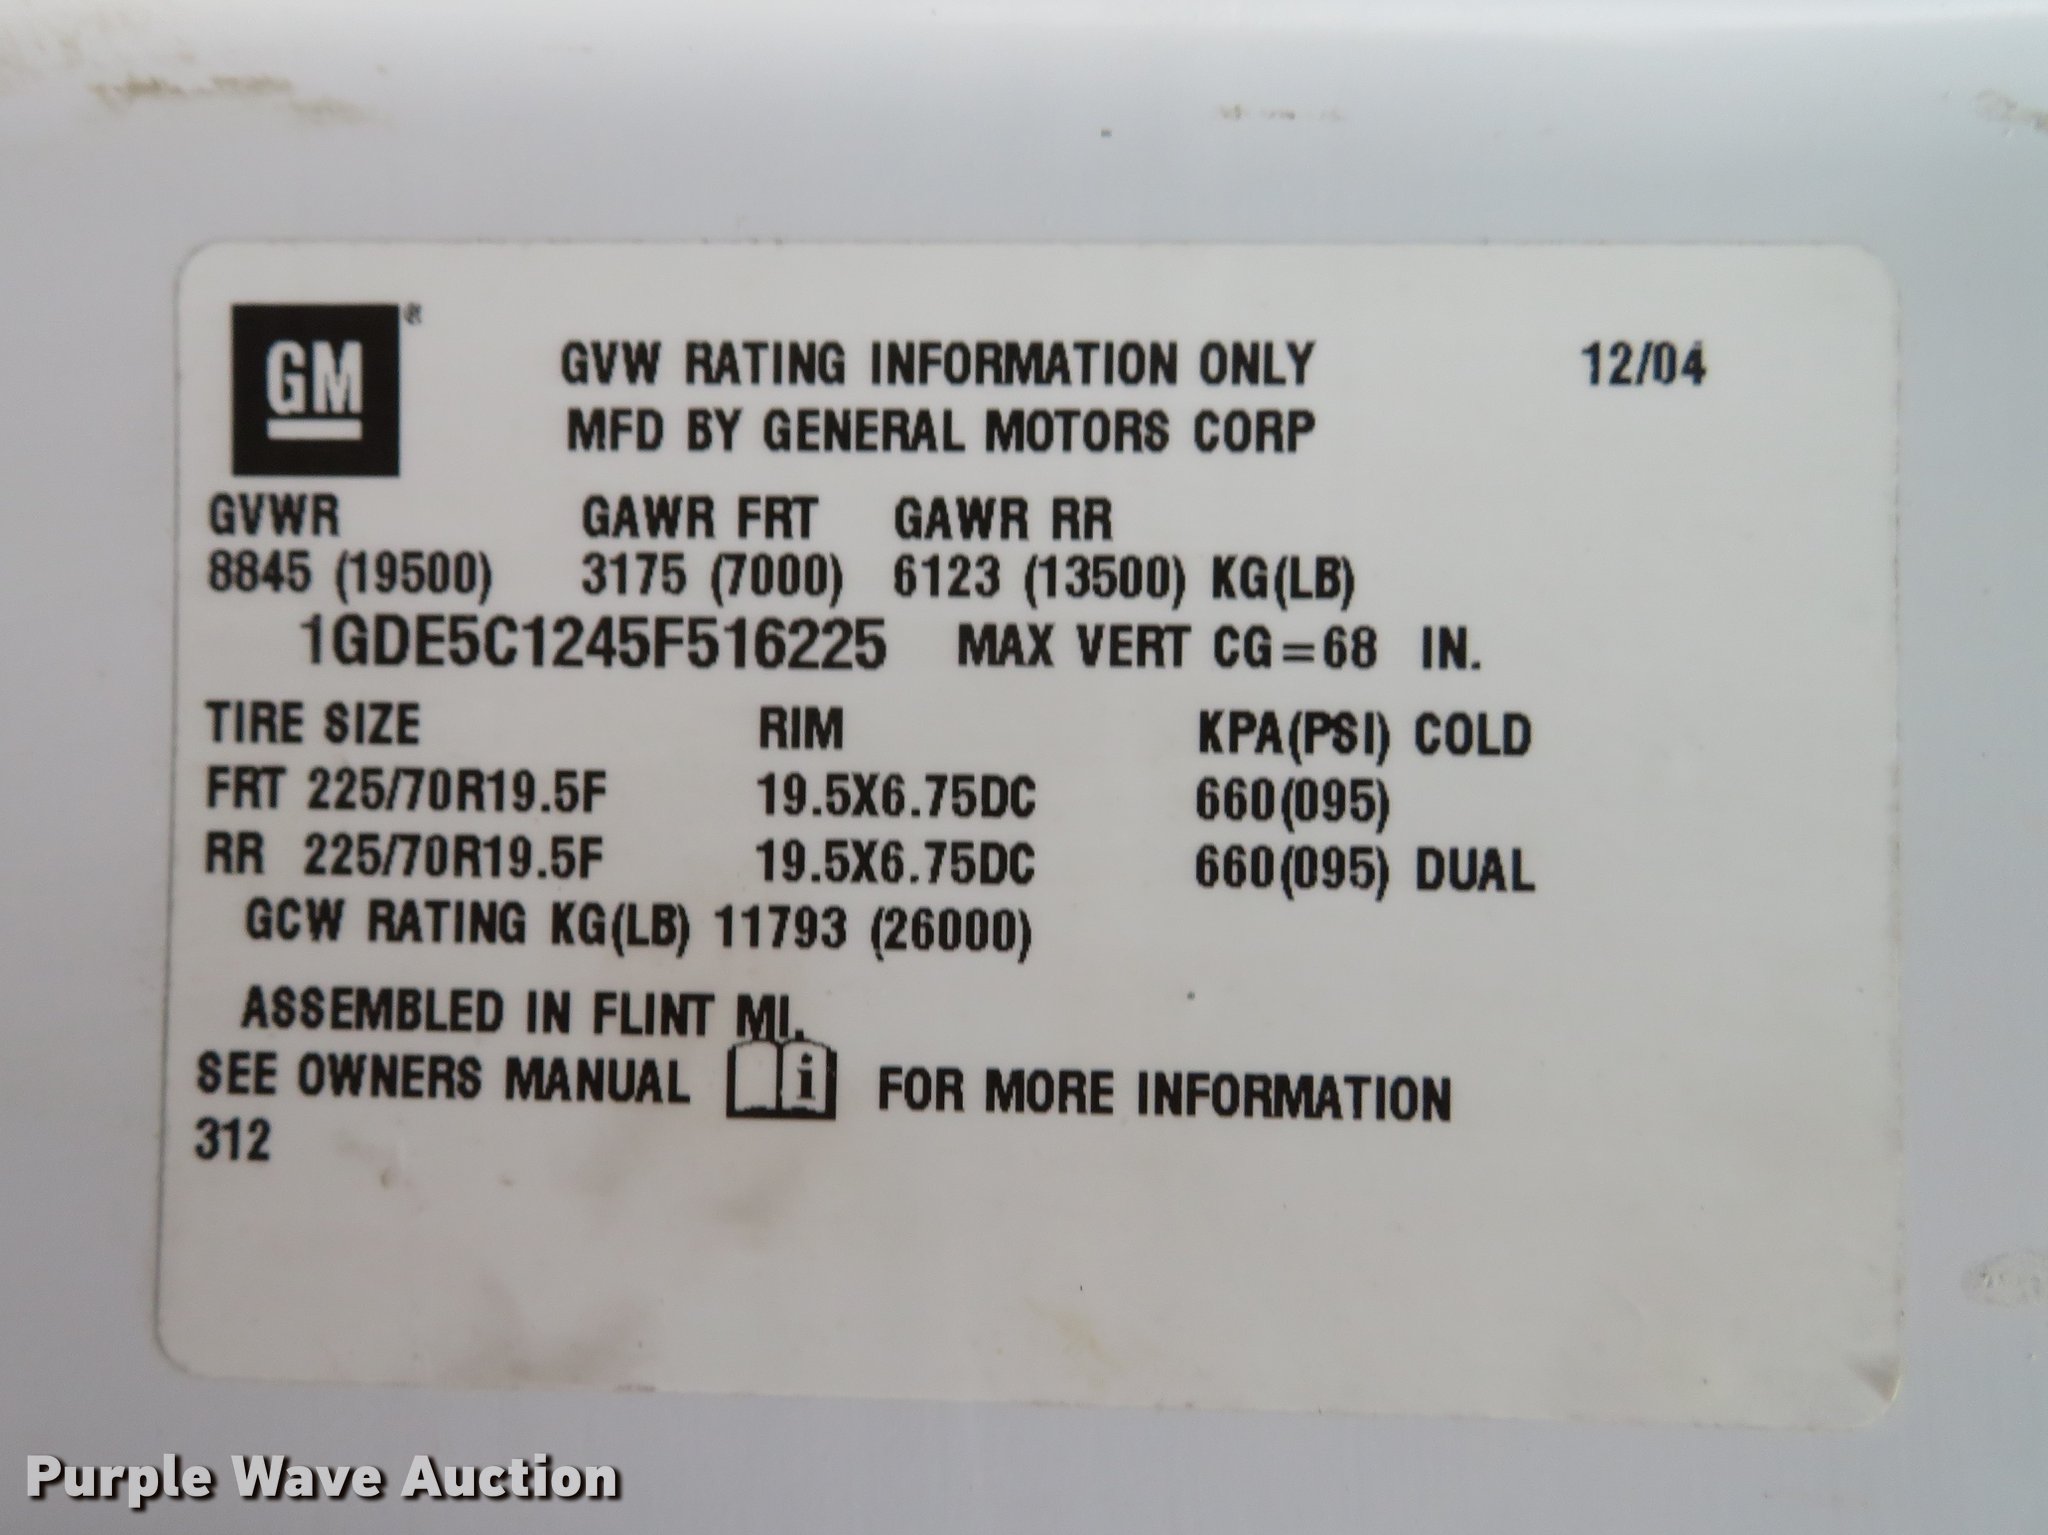 GM®
GVW RATING INFORMATION ONLY 12/04
MFD BY GENERAL MOTORS CORP
GVWR GAWR FRT GAWR RR
8845 (19500) 3175 (7000) 6123 (13500) KG(LB)
1GDE5C1245F516225 MAX VERT CG=68 IN.
TIRE SIZE RIM KPA(PSI) COLD
FRT 225/70R19.5F 19.5X6.75DC 660(095)
RR 225/70R19.5F 19.5X6.75DC 660(095) DUAL
GCW RATING KG(LB) 11793 (26000)
ASSEMBLED IN FLINT MI.
SEE OWNERS MANUAL i FOR MORE INFORMATION
312
Purple Wave Auction